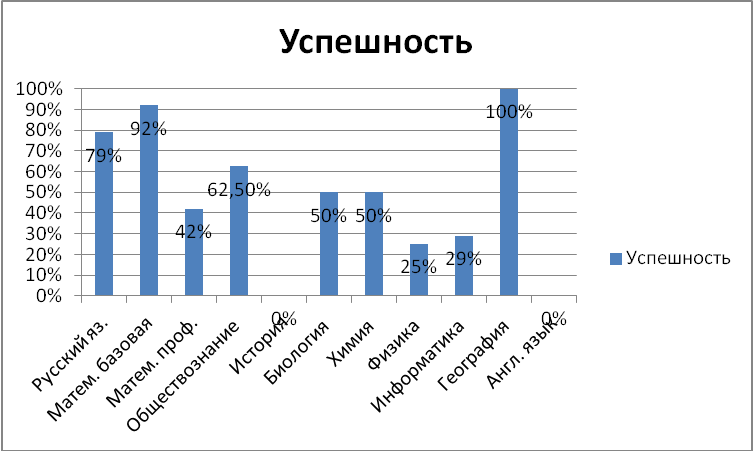 Успешность
100%
90%
80%
70%
60%
50%
40%
30%
20%
10%
0%
79%
92%
42%
62,50%
0%
50%
50%
25%
29%
100%
0%
Русский яз.
Матем. базовая
Матем. проф.
Обществознание
История
Биология
Химия
Физика
Информатика
География
Англ. язык
Успешность